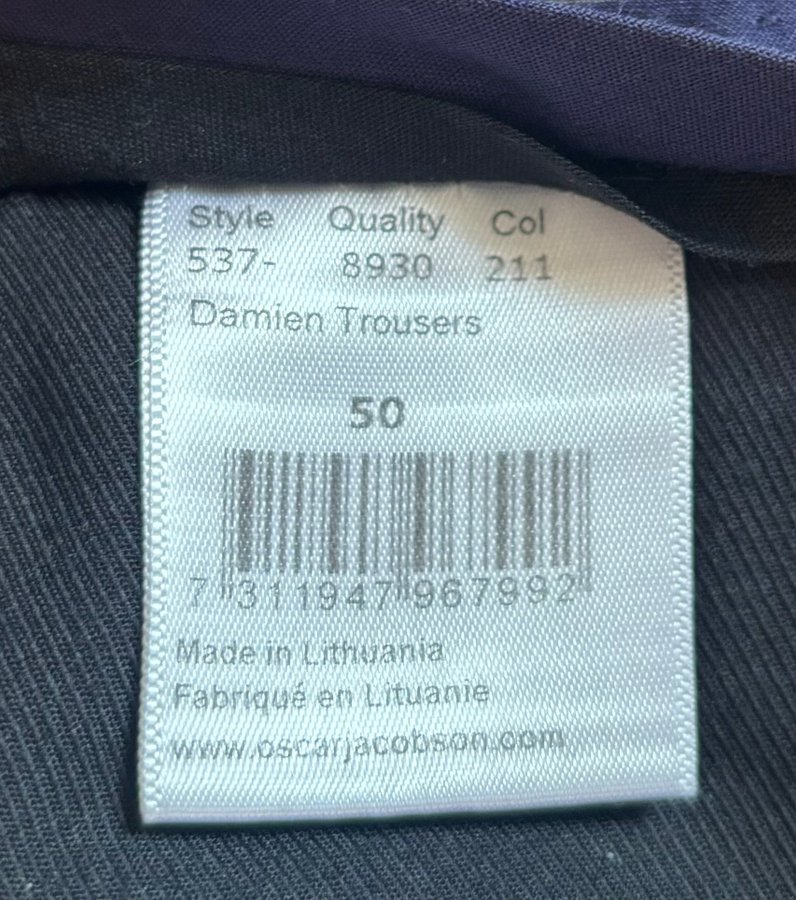 Style Quality Col
537- 8930 211
Damien Trousers
50
7 311947 967992
Made in Lithuania
Fabriqué en Lituanie
www.oscarjacobson.com